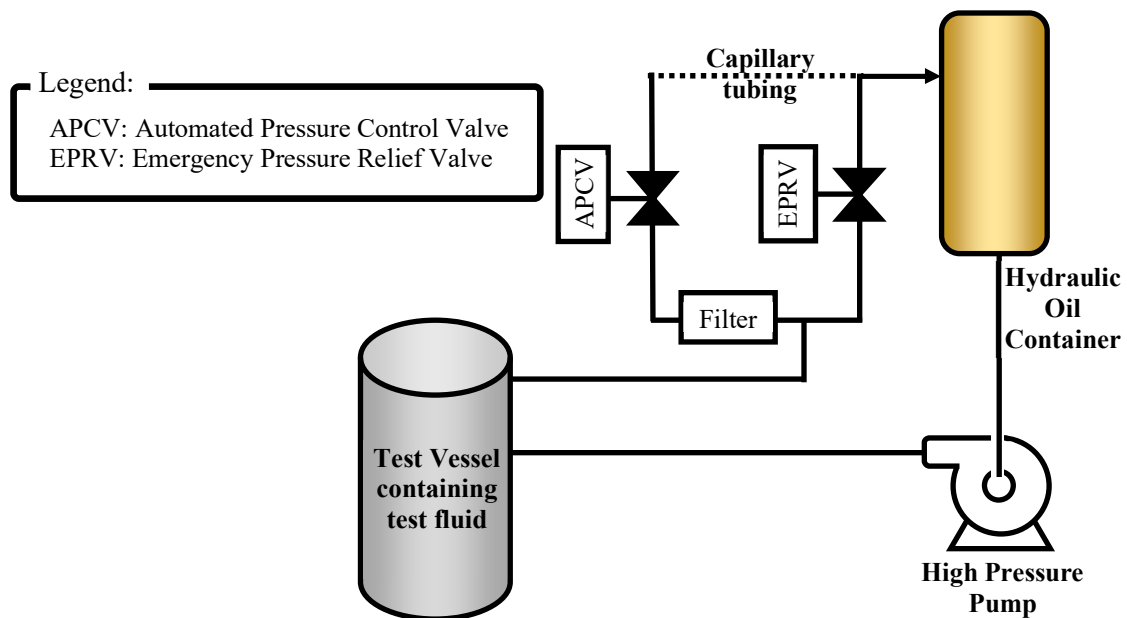 Legend:
APCV: Automated Pressure Control Valve
EPRV: Emergency Pressure Relief Valve
Capillary
tubing
APCV
EPRV
Filter
Hydraulic
Oil
Container
Test Vessel
containing
test fluid
High Pressure
Pump